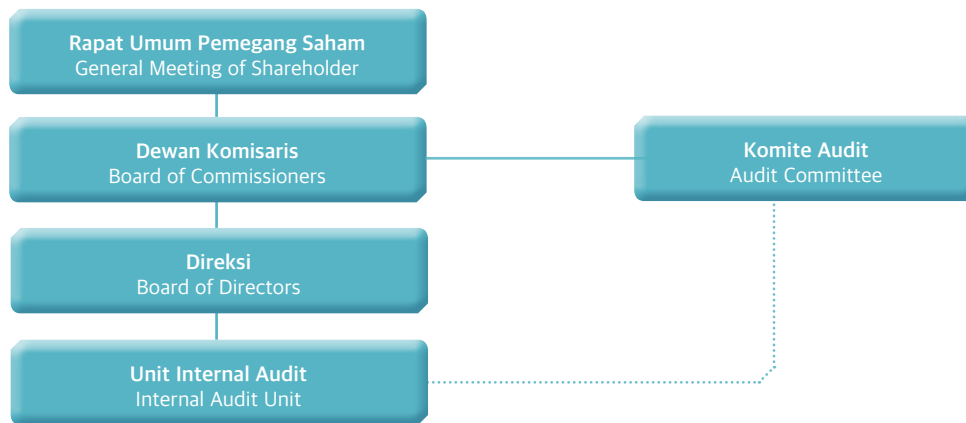 Rapat Umum Pemegang Saham
General Meeting of Shareholder
Dewan Komisaris
Board of Commissioners
Komite Audit
Audit Committee
Direksi
Board of Directors
Unit Internal Audit
Internal Audit Unit